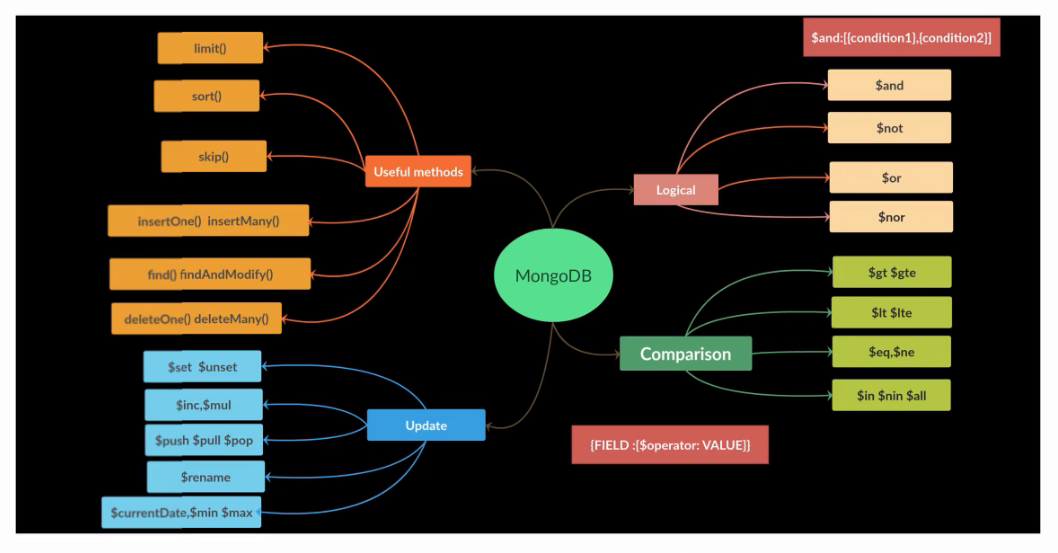 limit()
sort()
skip()
Useful methods
insertOne()  insertMany()
find() findAndModify()
deleteOne() deleteMany()
$set  $unset
$inc,$mul
Update
$push $pull $pop
$rename
$currentDate,$min $max
MongoDB
$and:[{condition1},{condition2}]
$and
$not
Logical
$or
$nor
$gt $gte
$lt $lte
Comparison
$eq,$ne
$in $nin $all
{FIELD :{$operator: VALUE}}